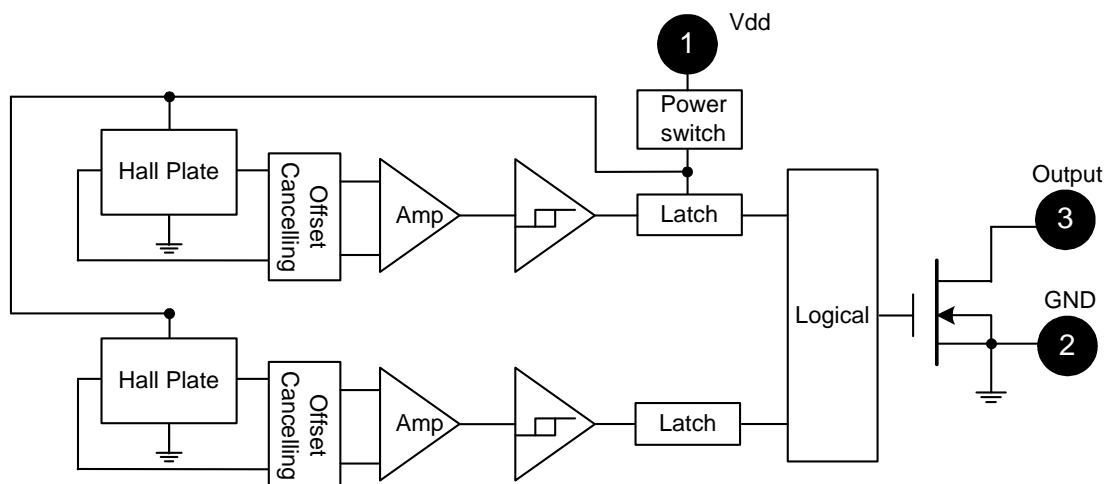 1
Vdd
Power
switch
Hall Plate
Offset
Cancelling
Amp
Latch
Output
3
Logical
GND
2
Hall Plate
Offset
Cancelling
Amp
Latch